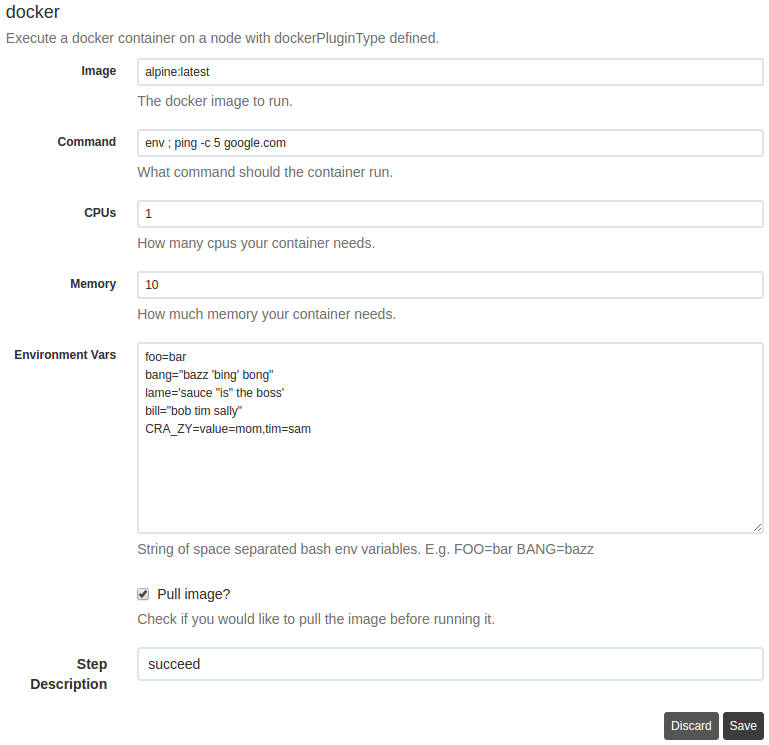 docker
Execute a docker container on a node with dockerPluginType defined.
Image
alpine:latest
The docker image to run.
Command
env ; ping -c 5 google.com
What command should the container run.
CPUs
1
How many cpus your container needs.
Memory
10
How much memory your container needs.
Environment Vars
foo=bar
bang="bazz 'bing' bong"
lame='sauce "is" the boss'
bill="bob tim sally"
CRA_ZY=value=mom,tim=sam
String of space separated bash env variables. E.g. FOO=bar BANG=bazz
Pull image?
Check if you would like to pull the image before running it.
Step
Description
succeed
Discard Save